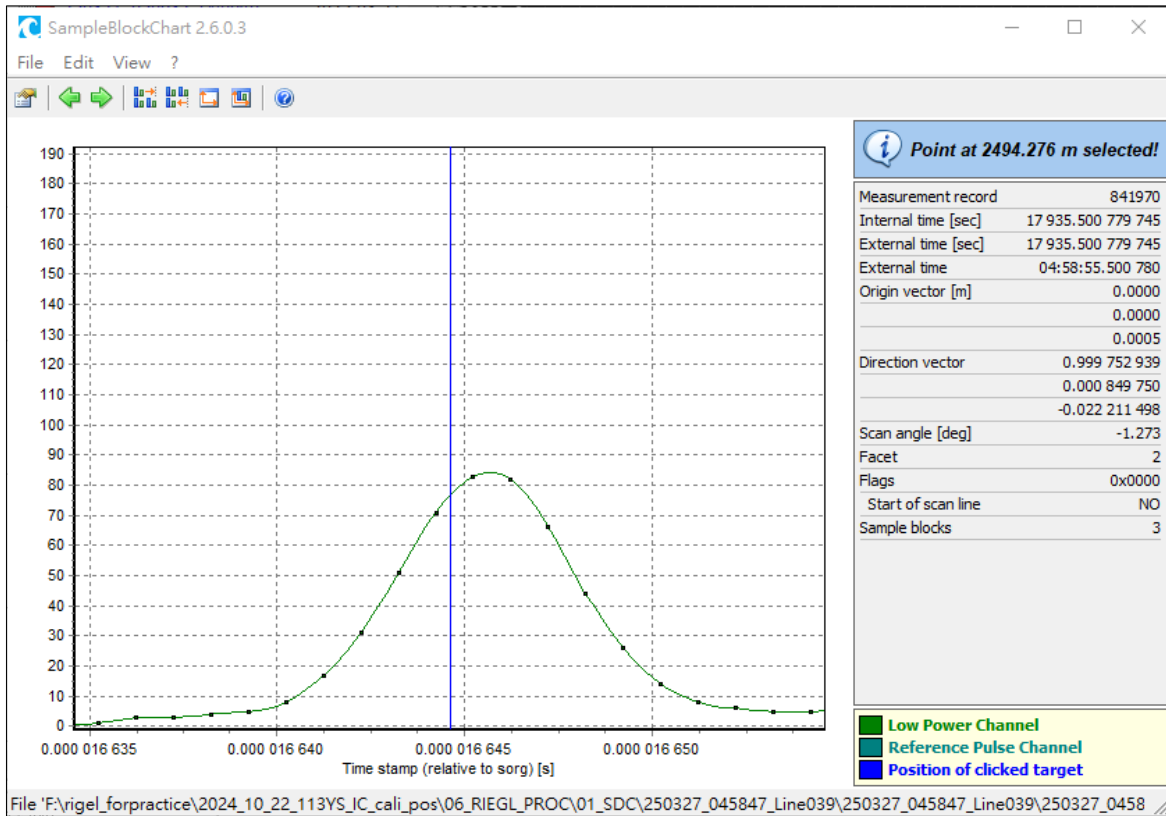 SampleBlockChart 2.6.0.3
File Edit View ?
Point at 2494.276 m selected!
190
180
170
160
150
140
130
120
110
100
90
80
70
60
50
40
30
20
10
0
0.000 016 635 0.000 016 640 0.000 016 645 0.000 016 650
Time stamp (relative to sorg) [s]
Measurement record 841970
Internal time [sec] 17 935.500 779 745
External time [sec] 17 935.500 779 745
External time 04:58:55.500 780
Origin vector [m] 0.0000
0.0000
0.0005
Direction vector 0.999 752 939
0.000 849 750
-0.022 211 498
Scan angle [deg] -1.273
Facet 2
Flags 0x0000
Start of scan line NO
Sample blocks 3
Low Power Channel
Reference Pulse Channel
Position of clicked target
File 'F:\rigel_forpractice\2024_10_22_113YS_IC_cali_pos\06_RIEGL_PROC\01_SDC\250327_045847_Line039\250327_045847_Line039\250327_0458